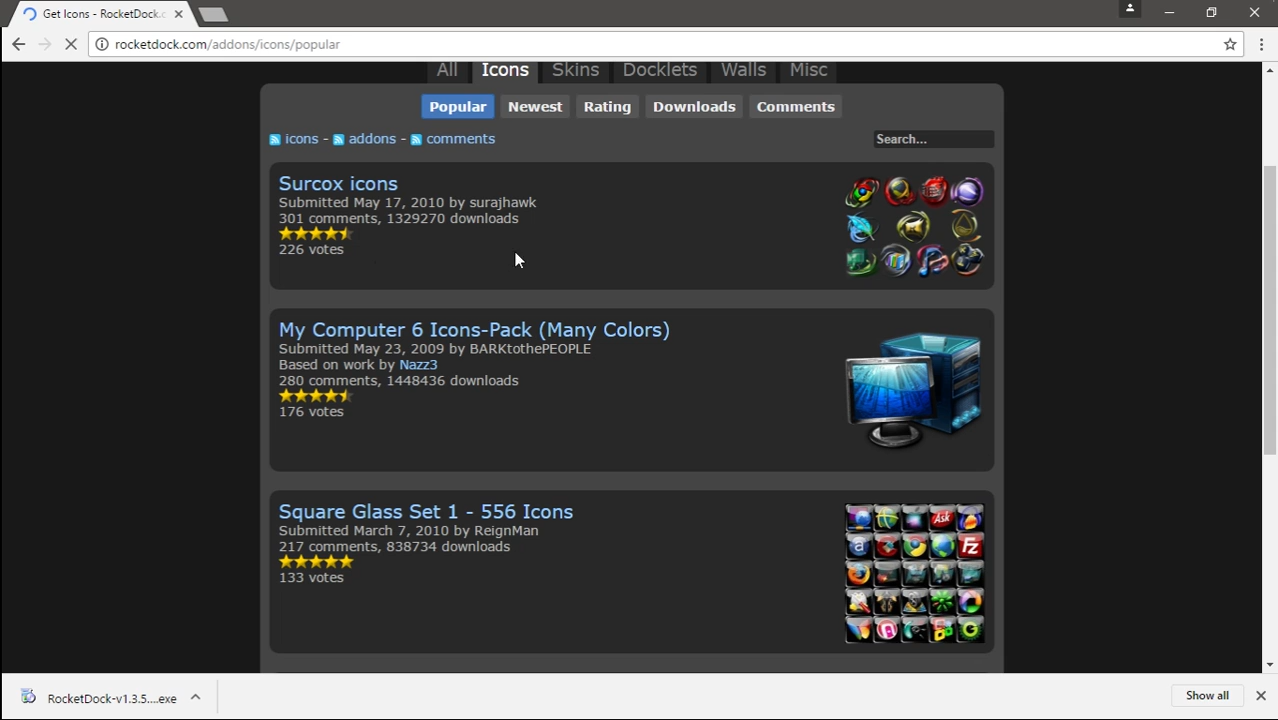 Get Icons - RocketDock.c
rocketdock.com/addons/icons/popular
All Icons Skins Docklets Walls Misc
Popular Newest Rating Downloads Comments
icons - addons - comments Search...
Surcox icons
Submitted May 17, 2010 by surajhawk
301 comments, 1329270 downloads
226 votes
My Computer 6 Icons-Pack (Many Colors)
Submitted May 23, 2009 by BARKtothePEOPLE
Based on work by Nazz3
280 comments, 1448436 downloads
176 votes
Square Glass Set 1 - 556 Icons
Submitted March 7, 2010 by ReignMan
217 comments, 838734 downloads
133 votes
Ask
a
FZ
RocketDock-v1.3.5....exe Show all